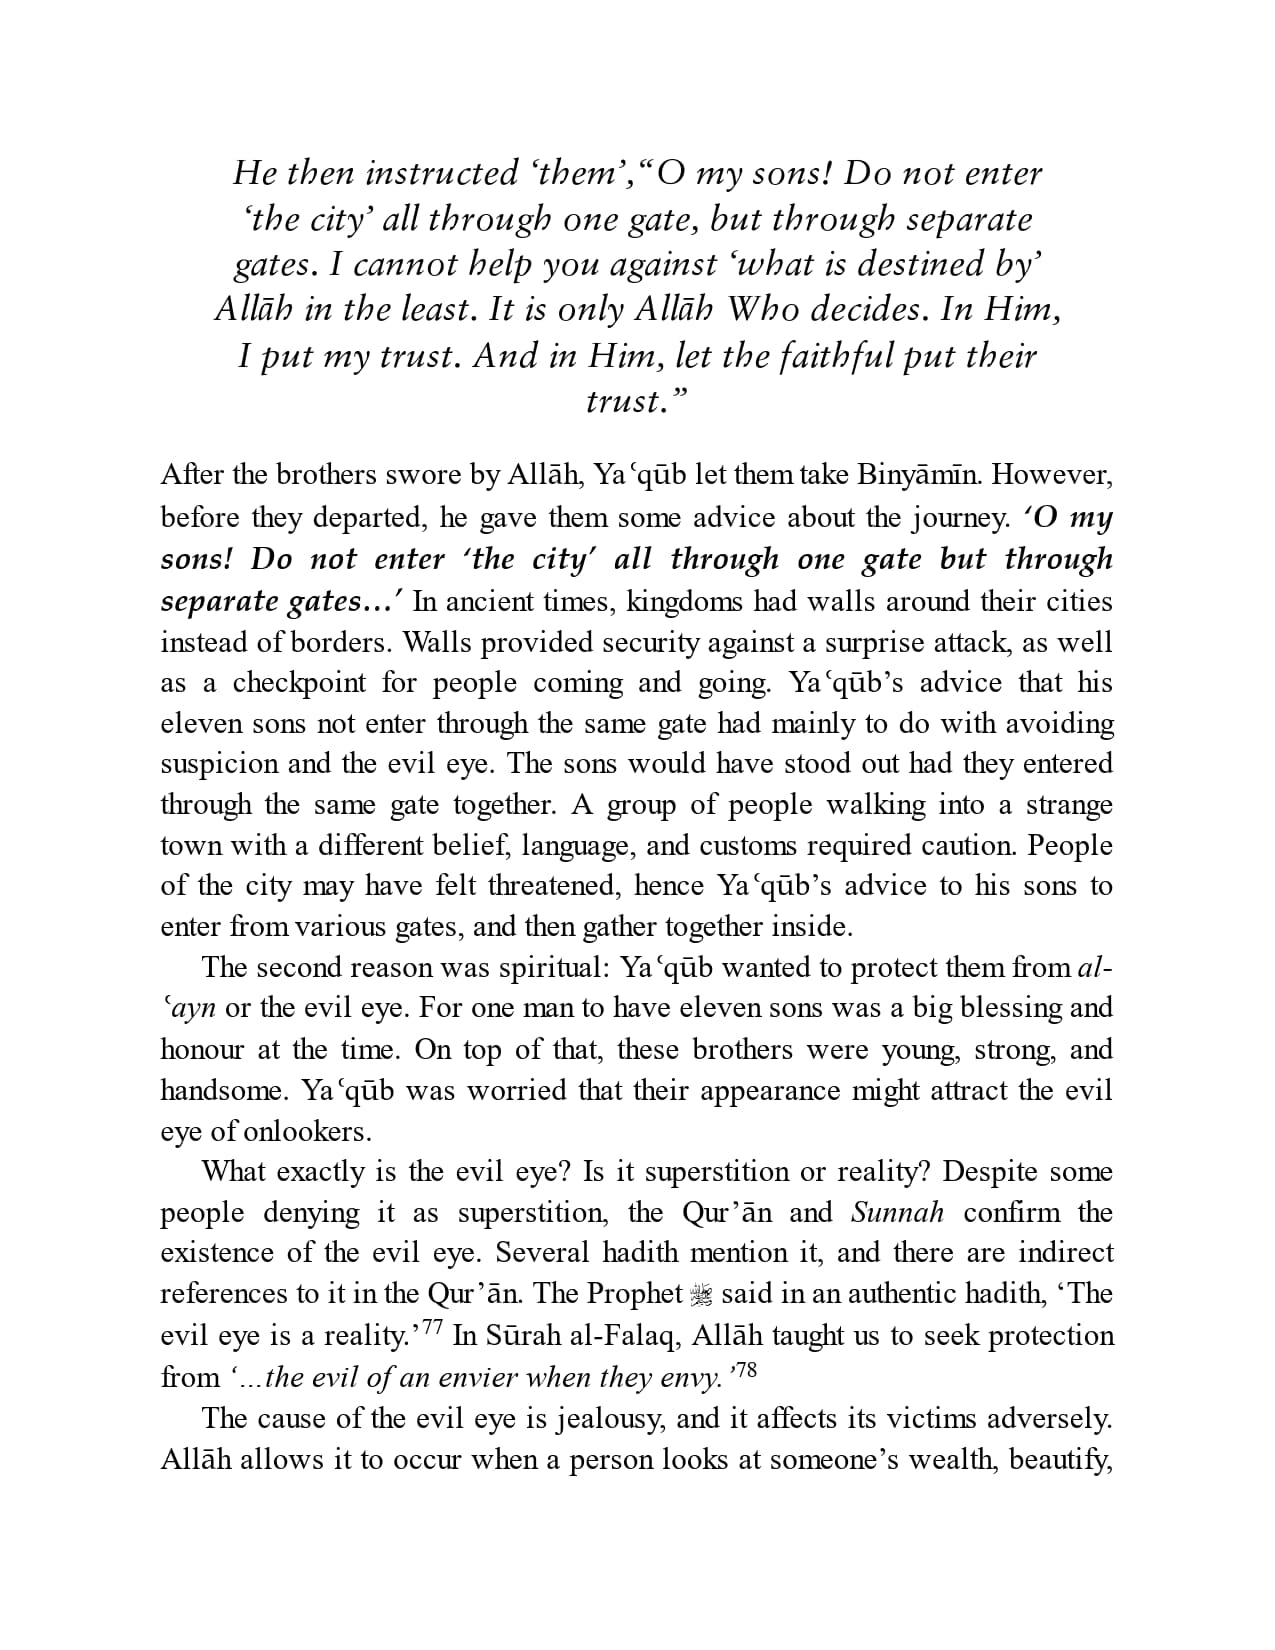 He then instructed ‘them’,“O my sons! Do not enter
‘the city’ all through one gate, but through separate
gates. I cannot help you against ‘what is destined by’
Allāh in the least. It is only Allāh Who decides. In Him,
I put my trust. And in Him, let the faithful put their
trust.”
After the brothers swore by Allāh, Yaʿqūb let them take Binyāmīn. However,
before they departed, he gave them some advice about the journey. ‘O my
sons! Do not enter ‘the city’ all through one gate but through
separate gates…’ In ancient times, kingdoms had walls around their cities
instead of borders. Walls provided security against a surprise attack, as well
as a checkpoint for people coming and going. Yaʿqūb’s advice that his
eleven sons not enter through the same gate had mainly to do with avoiding
suspicion and the evil eye. The sons would have stood out had they entered
through the same gate together. A group of people walking into a strange
town with a different belief, language, and customs required caution. People
of the city may have felt threatened, hence Yaʿqūb’s advice to his sons to
enter from various gates, and then gather together inside.
The second reason was spiritual: Yaʿqūb wanted to protect them from al-
ʿayn or the evil eye. For one man to have eleven sons was a big blessing and
honour at the time. On top of that, these brothers were young, strong, and
handsome. Yaʿqūb was worried that their appearance might attract the evil
eye of onlookers.
What exactly is the evil eye? Is it superstition or reality? Despite some
people denying it as superstition, the Qur’ān and Sunnah confirm the
existence of the evil eye. Several hadith mention it, and there are indirect
references to it in the Qur’ān. The Prophet ﷺ said in an authentic hadith, ‘The
evil eye is a reality.’77 In Sūrah al-Falaq, Allāh taught us to seek protection
from ‘…the evil of an envier when they envy.’78
The cause of the evil eye is jealousy, and it affects its victims adversely.
Allāh allows it to occur when a person looks at someone’s wealth, beautify,